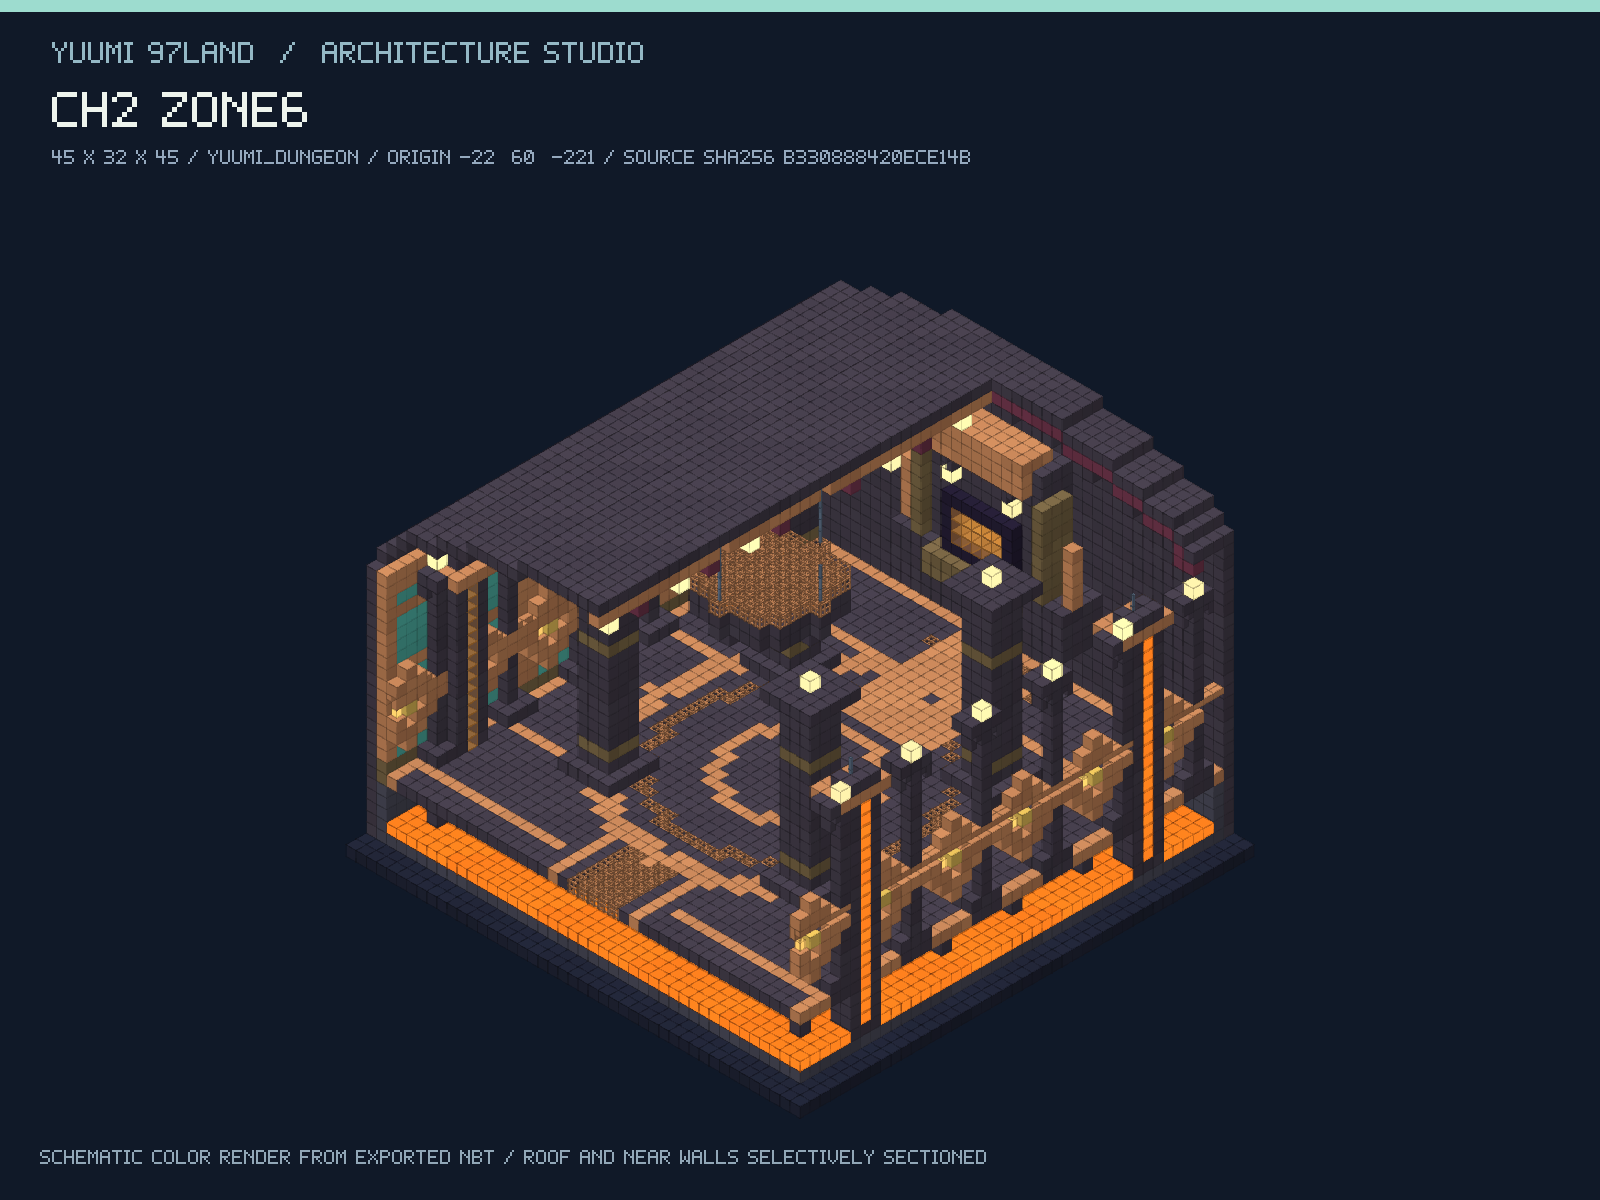 YUUMI 97LAND / ARCHITECTURE STUDIO
CH2 ZONE6
45 X 32 X 45 / YUUMI_DUNGEON / ORIGIN -22 60 -221 / SOURCE SHA256 B330888420ECE14B
SCHEMATIC COLOR RENDER FROM EXPORTED NBT / ROOF AND NEAR WALLS SELECTIVELY SECTIONED